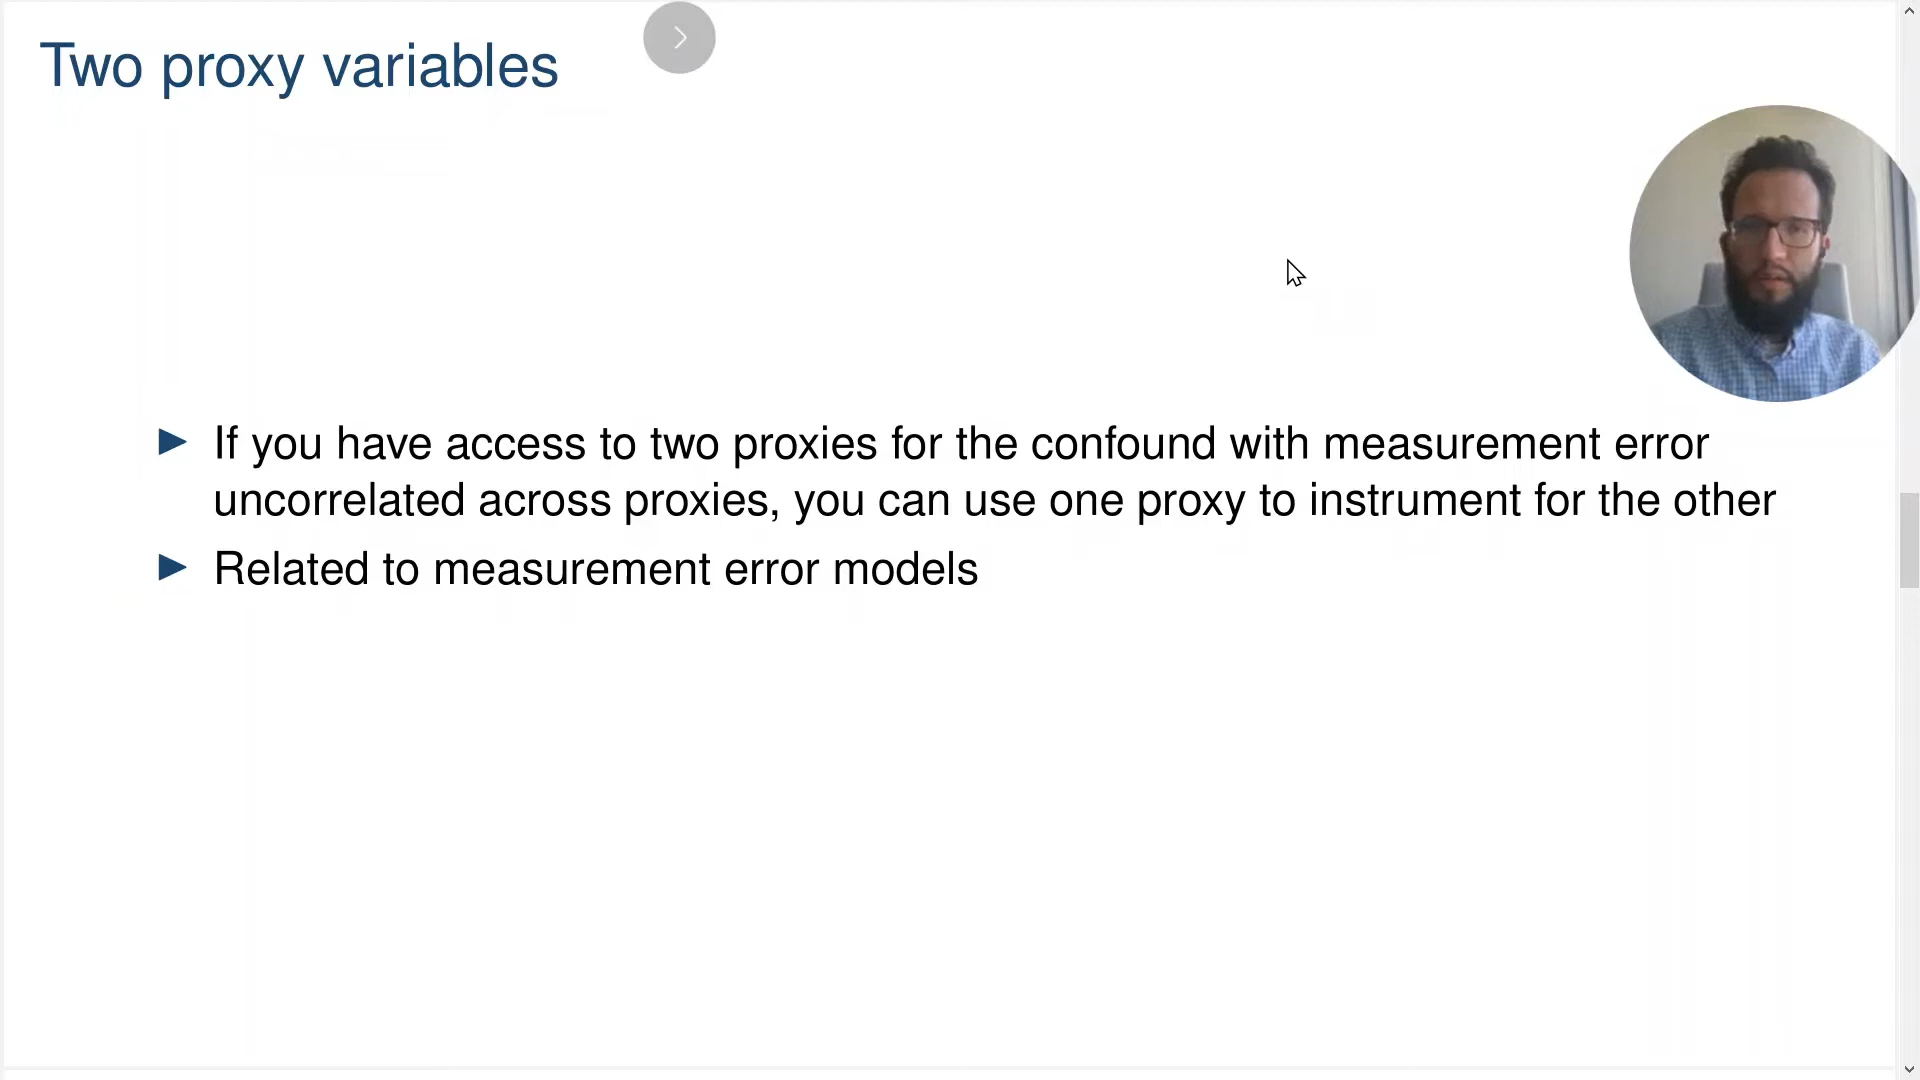 Two proxy variables
If you have access to two proxies for the confound with measurement error
uncorrelated across proxies, you can use one proxy to instrument for the other
Related to measurement error models